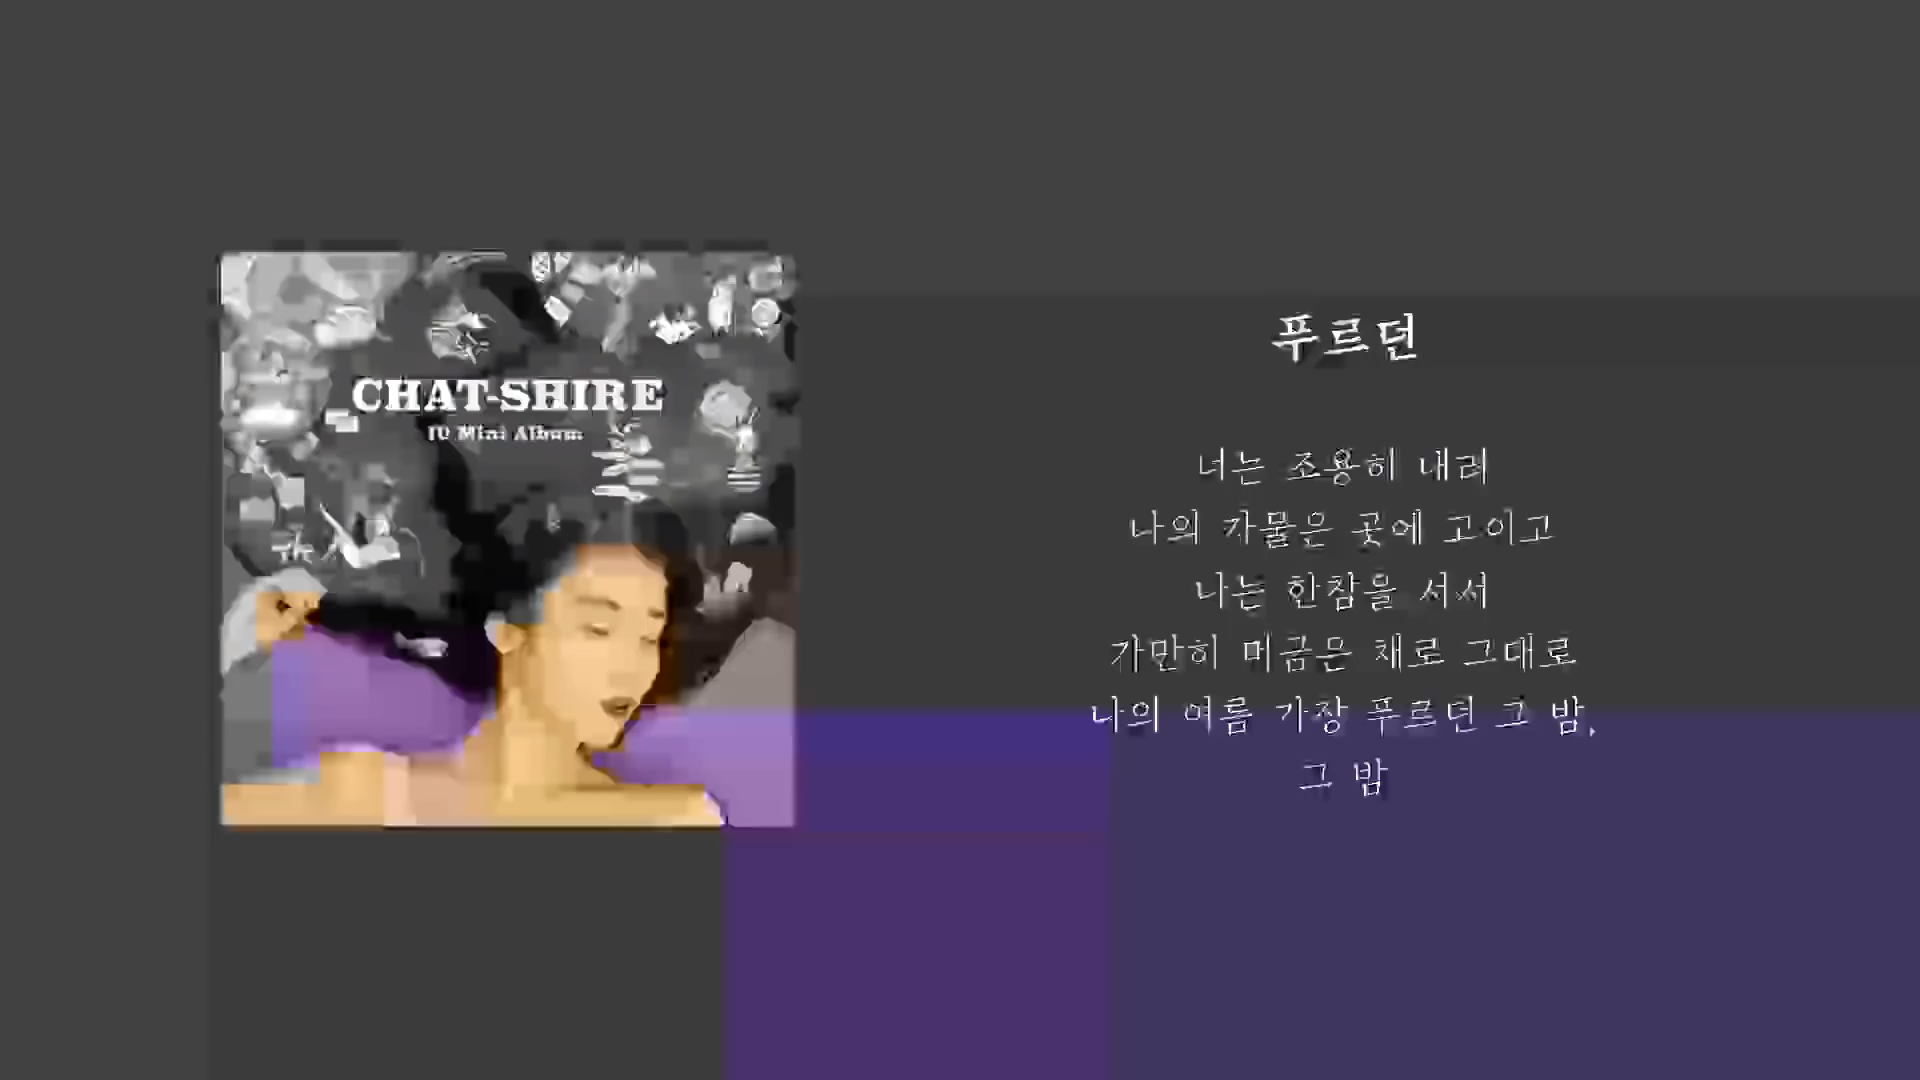 CHAT-SHIRE
IU Mini Album
푸르던
너는 조용히 내려
나의 가물은 곳에 고이고
나는 한참을 서서
가만히 머금은 채로 그대로
나의 여름 가장 푸르던 그 밤,
그 밤